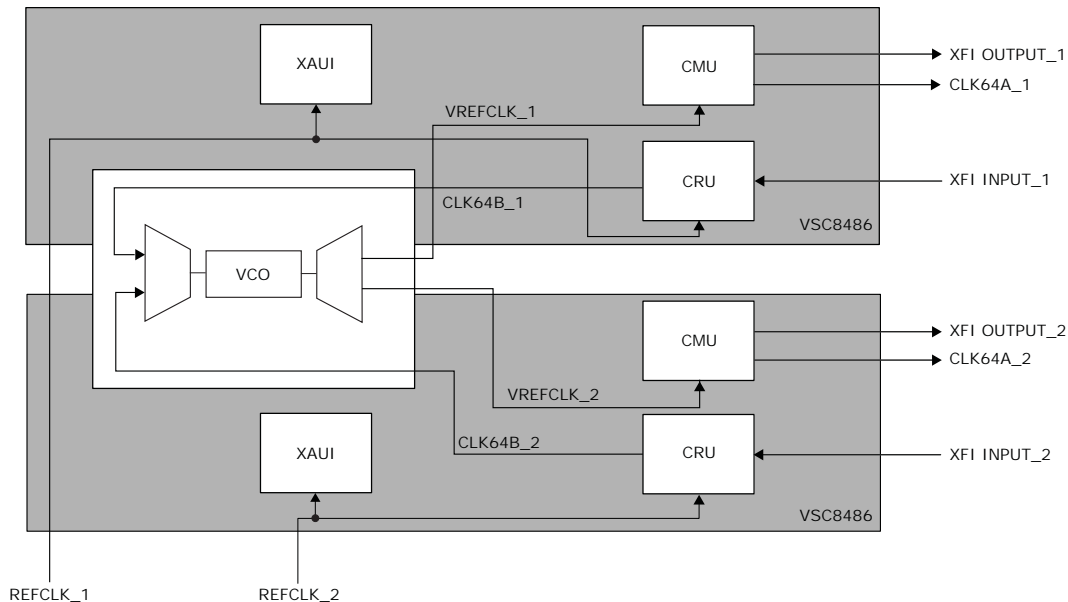 XAUI
CMU
XFI OUTPUT_1
CLK64A_1
VREFCLK_1
CRU
XFI INPUT_1
CLK64B_1
VSC8486
VCO
CMU
XFI OUTPUT_2
CLK64A_2
VREFCLK_2
XAUI
CLK64B_2
CRU
XFI INPUT_2
VSC8486
REFCLK_1
REFCLK_2